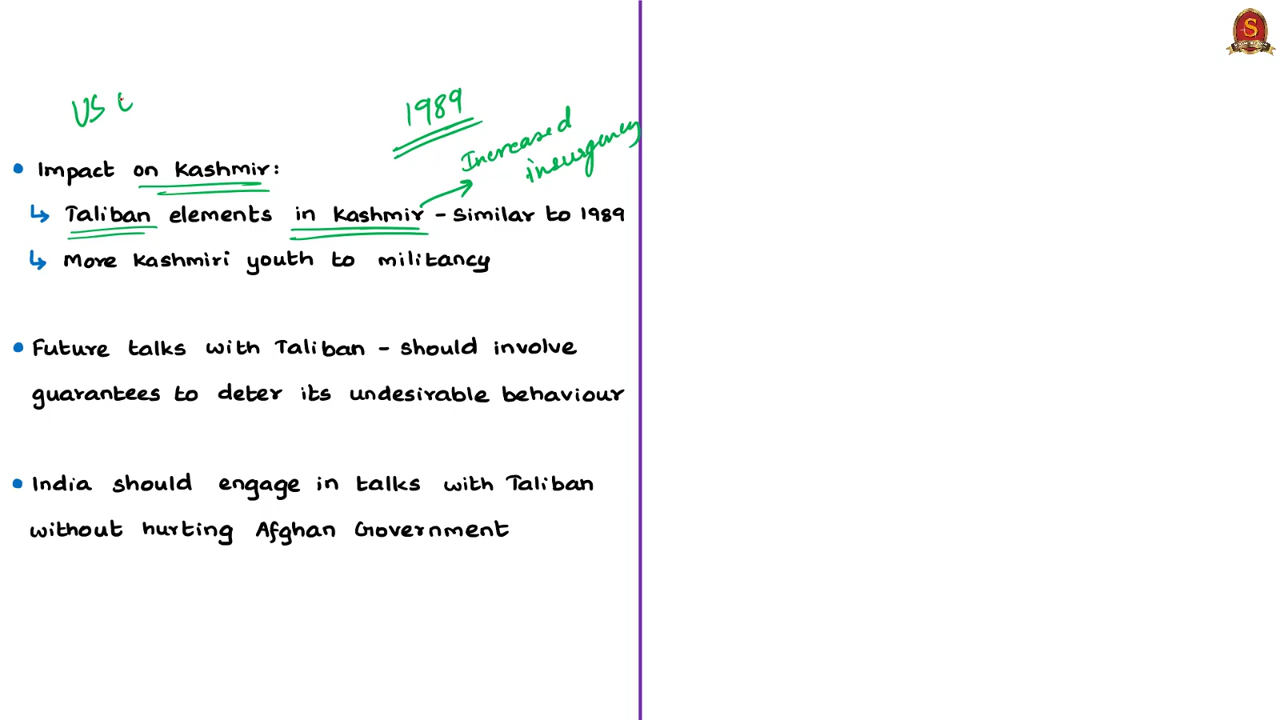 US
1989
Increased
insurgency
• Impact on Kashmir:
↳ Taliban elements in Kashmir - Similar to 1989
↳ More Kashmiri youth to militancy
• Future talks with Taliban - should involve
guarantees to deter its undesirable behaviour
• India should engage in talks with Taliban
without hurting Afghan Government
S